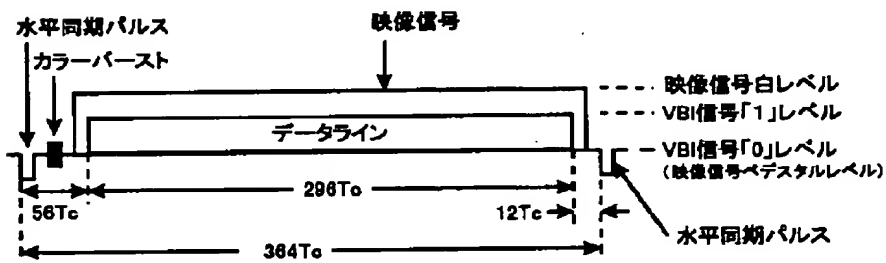 水平同期パルス
映像信号
カラーバースト
映像信号白レベル
VBI信号「1」レベル
データライン
VBI信号「0」レベル
(映像信号ペデスタルレベル)
56Tc
296Tc
12Tc
水平同期パルス
364Tc